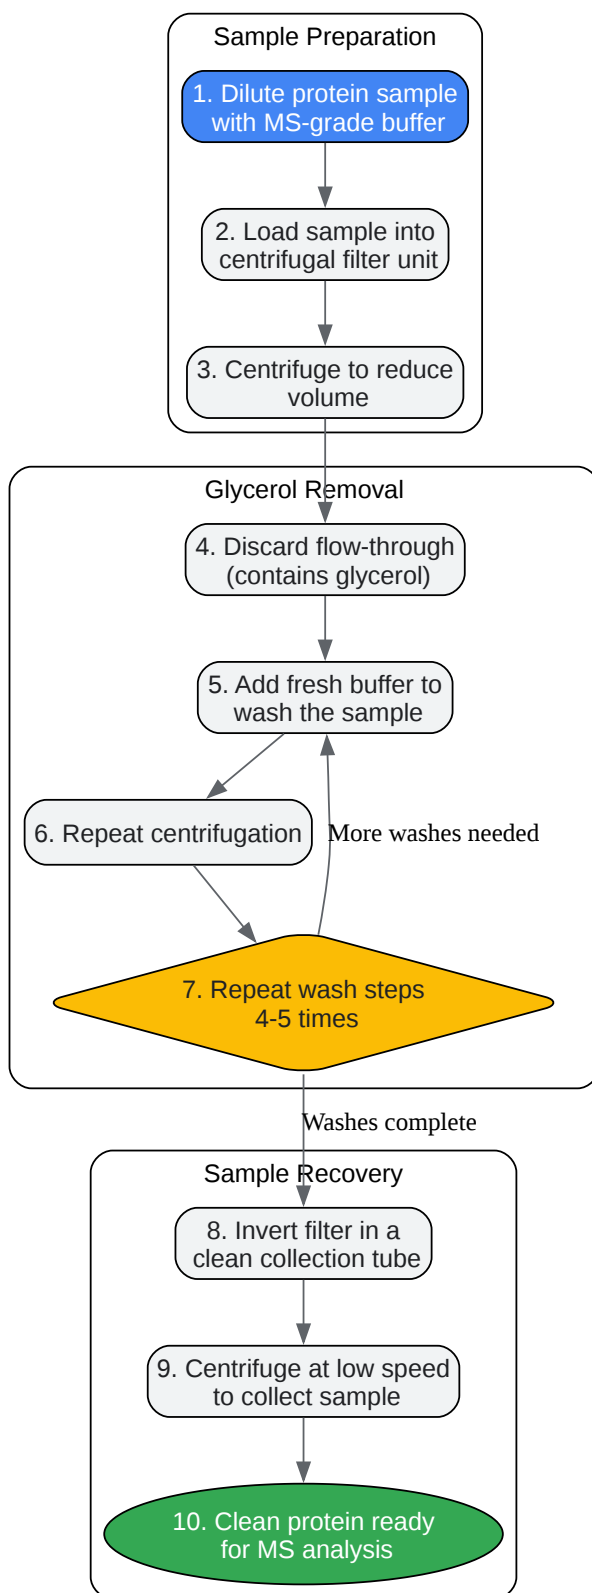 Sample Preparation
1. Dilute protein sample
with MS-grade buffer
2. Load sample into
centrifugal filter unit
3. Centrifuge to reduce
volume
Glycerol Removal
4. Discard flow-through
(contains glycerol)
5. Add fresh buffer to
wash the sample
6. Repeat centrifugation
More washes needed
7. Repeat wash steps
4-5 times
Washes complete
Sample Recovery
8. Invert filter in a
clean collection tube
9. Centrifuge at low speed
to collect sample
10. Clean protein ready
for MS analysis